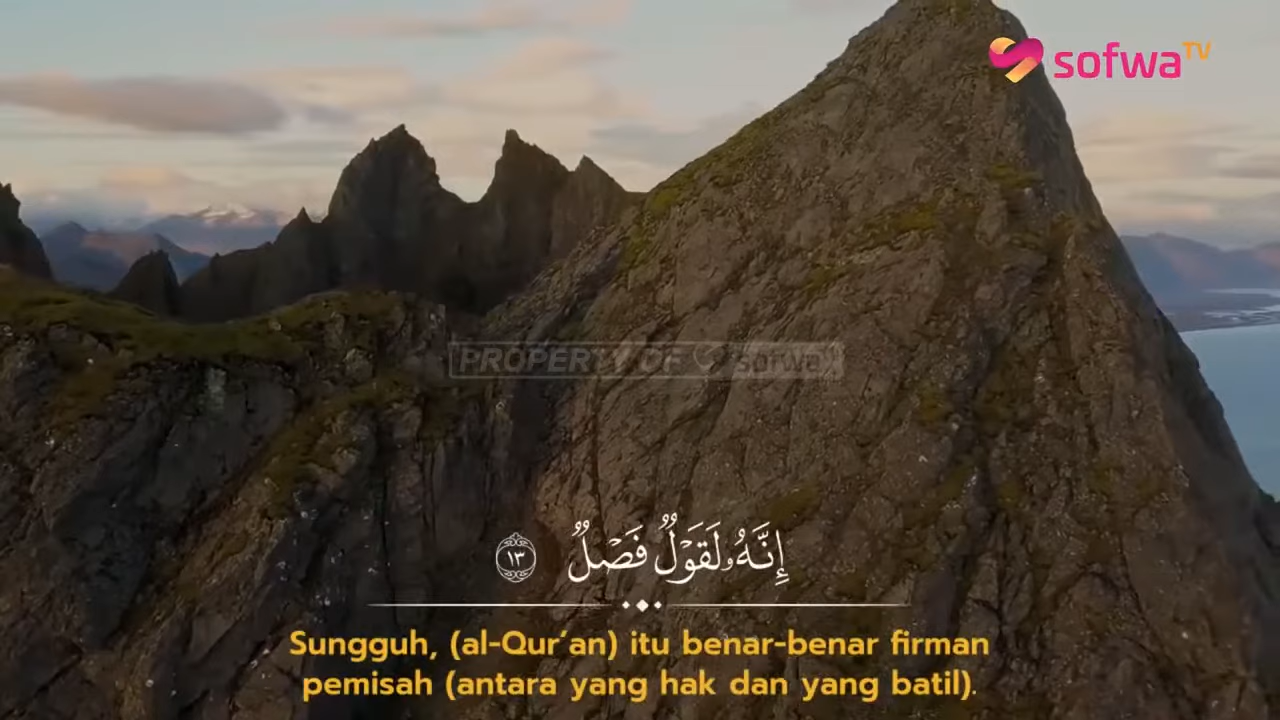 sofwa TV
PROPERTY OF sofwa
إِنَّهُۥ لَقَوْلٌ فَصْلٌ ١٣
Sungguh, (al-Qur´an) itu benar-benar firman
pemisah (antara yang hak dan yang batil).